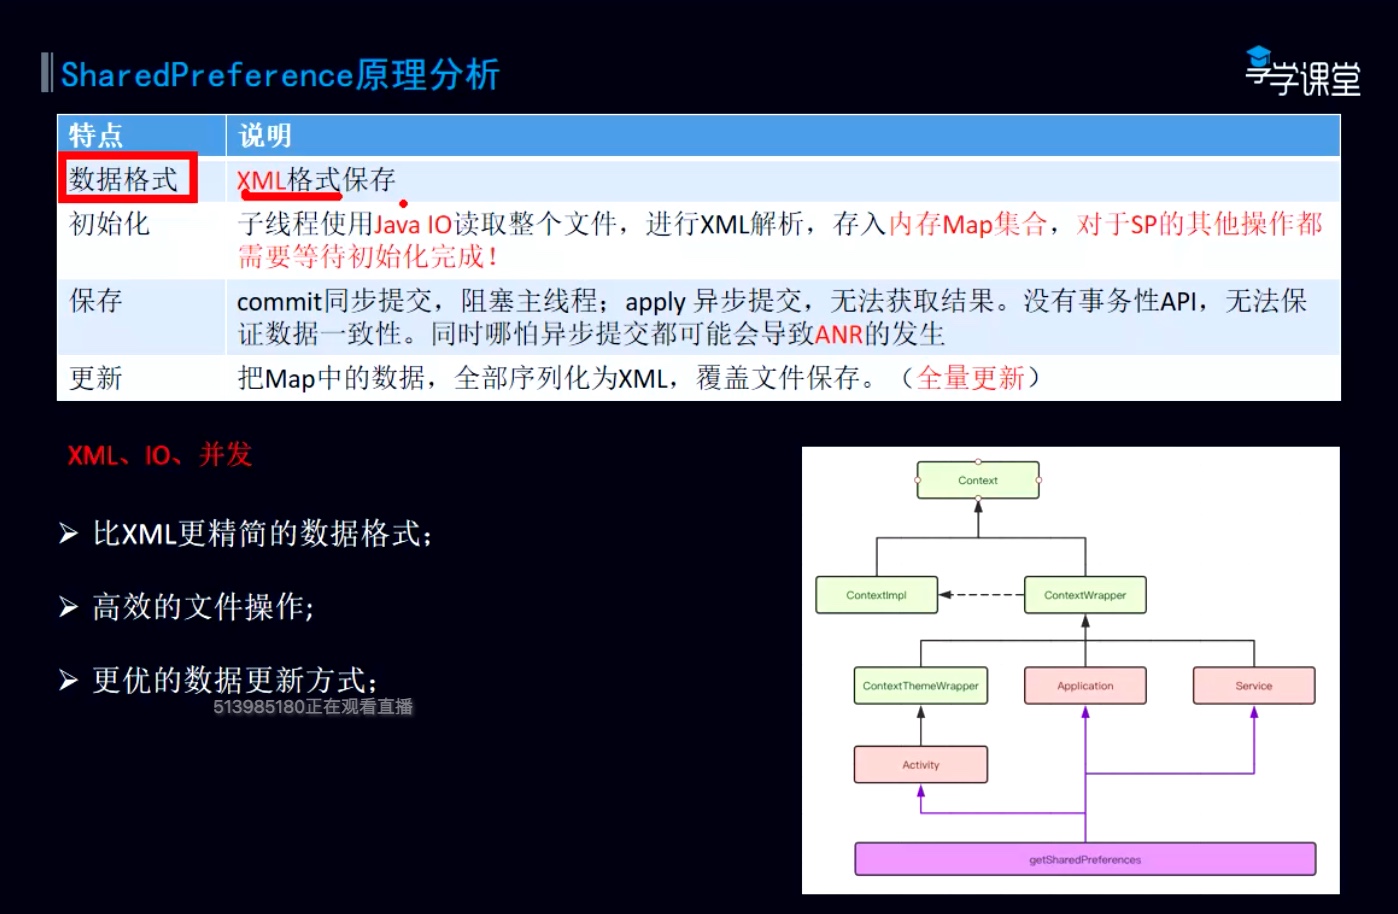 SharedPreference原理分析
享学课堂
特点 说明
数据格式 XML格式保存
初始化 子线程使用Java IO读取整个文件，进行XML解析，存入内存Map集合，对于SP的其他操作都
需要等待初始化完成！
保存 commit同步提交，阻塞主线程；apply 异步提交，无法获取结果。没有事务性API，无法保
证数据一致性。同时哪怕异步提交都可能会导致ANR的发生
更新 把Map中的数据，全部序列化为XML，覆盖文件保存。（全量更新）
XML、IO、并发
比XML更精简的数据格式；
高效的文件操作；
更优的数据更新方式；
513985180正在观看直播
Context
ContextImpl ContextWrapper
ContextThemeWrapper Application Service
Activity
getSharedPreferences